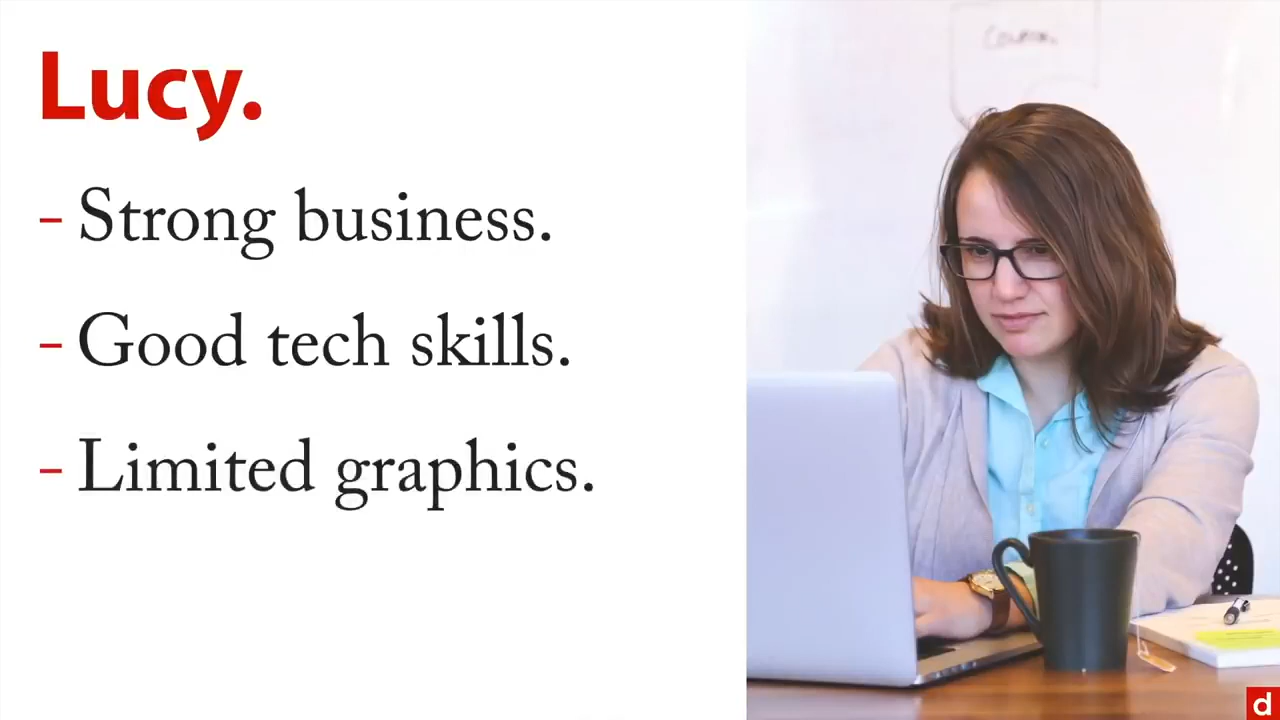 Lucy.
- Strong business.
- Good tech skills.
- Limited graphics.
d